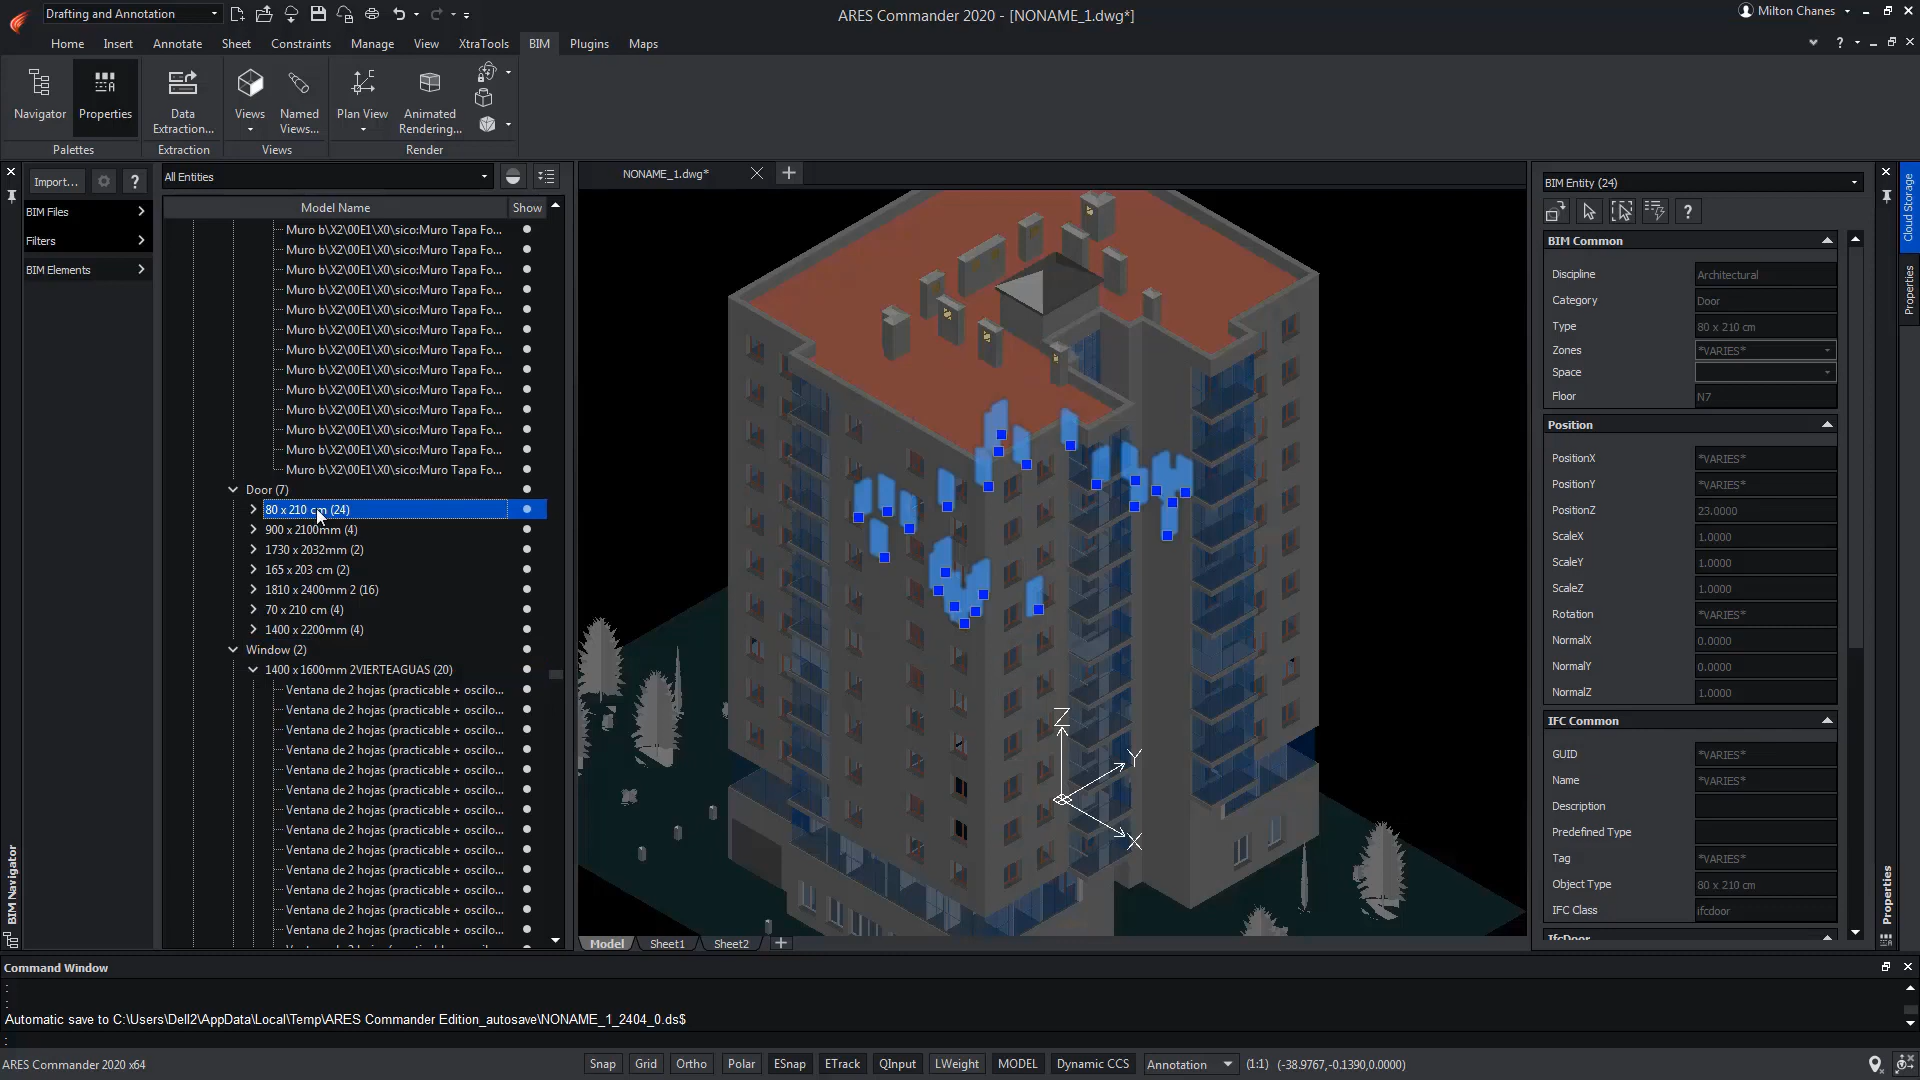 Drafting and Annotation
ARES Commander 2020 - [NONAME_1.dwg*]
Milton Chanes
Home
Insert
Annotate
Sheet
Constraints
Manage
View
XtraTools
BIM
Plugins
Maps
?
Navigator
Properties
Data
Extraction...
Views
Named
Views...
Plan View
Animated
Rendering...
Palettes
Extraction
Views
Render
Import...
?
BIM Files
Filters
BIM Elements
All Entities
Model Name
Show
Muro b\X2\00E1\X0\sico:Muro Tapa Fo...
Muro b\X2\00E1\X0\sico:Muro Tapa Fo...
Muro b\X2\00E1\X0\sico:Muro Tapa Fo...
Muro b\X2\00E1\X0\sico:Muro Tapa Fo...
Muro b\X2\00E1\X0\sico:Muro Tapa Fo...
Muro b\X2\00E1\X0\sico:Muro Tapa Fo...
Muro b\X2\00E1\X0\sico:Muro Tapa Fo...
Muro b\X2\00E1\X0\sico:Muro Tapa Fo...
Muro b\X2\00E1\X0\sico:Muro Tapa Fo...
Muro b\X2\00E1\X0\sico:Muro Tapa Fo...
Muro b\X2\00E1\X0\sico:Muro Tapa Fo...
Muro b\X2\00E1\X0\sico:Muro Tapa Fo...
Muro b\X2\00E1\X0\sico:Muro Tapa Fo...
Door (7)
80 x 210 cm (24)
900 x 2100mm (4)
1730 x 2032mm (2)
165 x 203 cm (2)
1810 x 2400mm 2 (16)
70 x 210 cm (4)
1400 x 2200mm (4)
Window (2)
1400 x 1600mm 2VIERTEAGUAS (20)
Ventana de 2 hojas (practicable + oscilo...
Ventana de 2 hojas (practicable + oscilo...
Ventana de 2 hojas (practicable + oscilo...
Ventana de 2 hojas (practicable + oscilo...
Ventana de 2 hojas (practicable + oscilo...
Ventana de 2 hojas (practicable + oscilo...
Ventana de 2 hojas (practicable + oscilo...
Ventana de 2 hojas (practicable + oscilo...
Ventana de 2 hojas (practicable + oscilo...
Ventana de 2 hojas (practicable + oscilo...
Ventana de 2 hojas (practicable + oscilo...
Ventana de 2 hojas (practicable + oscilo...
Ventana de 2 hojas (practicable + oscilo...
BIM Navigator
NONAME_1.dwg*
Z
Y
X
Model
Sheet1
Sheet2
BIM Entity (24)
?
BIM Common
Discipline Architectural
Category Door
Type 80 x 210 cm
Zones *VARIES*
Space
Floor N7
Position
PositionX *VARIES*
PositionY *VARIES*
PositionZ 23.0000
ScaleX 1.0000
ScaleY 1.0000
ScaleZ 1.0000
Rotation *VARIES*
NormalX 0.0000
NormalY 0.0000
NormalZ 1.0000
IFC Common
GUID *VARIES*
Name *VARIES*
Description
Predefined Type
Tag *VARIES*
Object Type 80 x 210 cm
IFC Class ifcdoor
IfcDoor
Properties
Cloud Storage
Properties
Command Window
:
:
Automatic save to C:\Users\Dell2\AppData\Local\Temp\ARES Commander Edition_autosave\NONAME_1_2404_0.ds$
:
ARES Commander 2020 x64
Snap
Grid
Ortho
Polar
ESnap
ETrack
QInput
LWeight
MODEL
Dynamic CCS
Annotation
(1:1)
(-38.9767,-0.1390,0.0000)